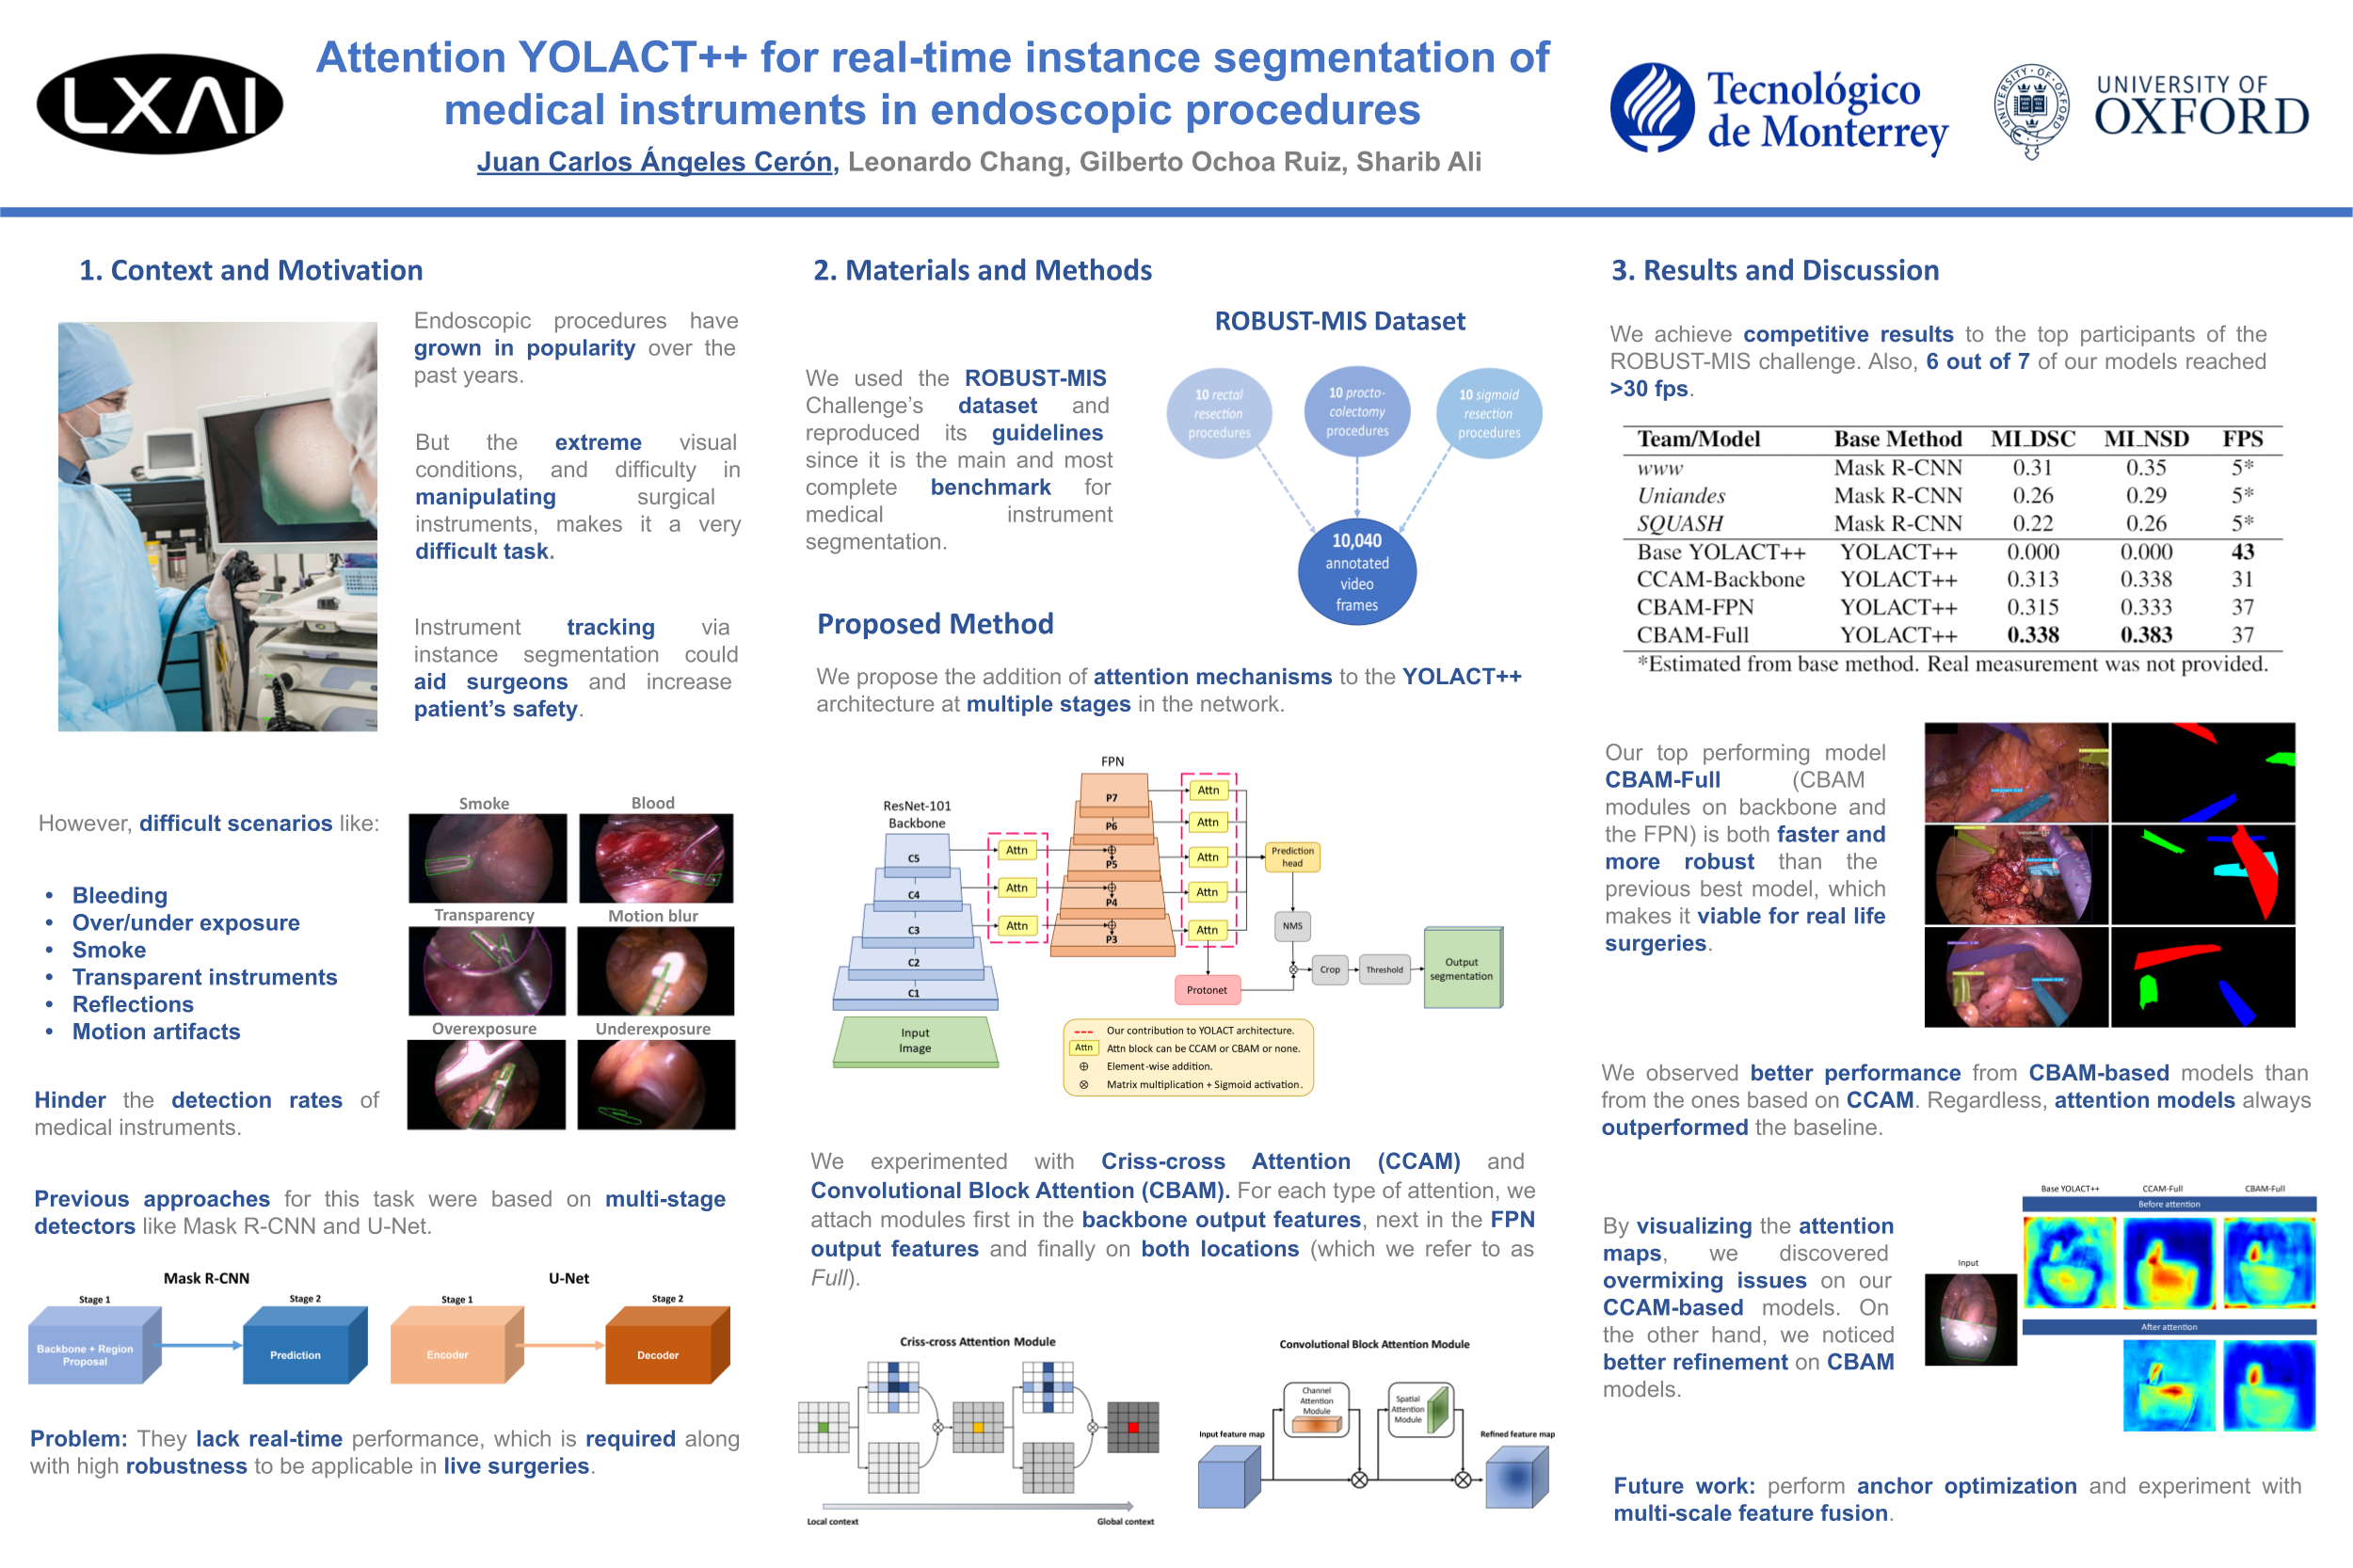 LXAI
Attention YOLACT++ for real-time instance segmentation of
medical instruments in endoscopic procedures
Juan Carlos Ángeles Cerón, Leonardo Chang, Gilberto Ochoa Ruiz, Sharib Ali
Tecnológico
de Monterrey
UNIVERSITY OF
OXFORD
1. Context and Motivation
Endoscopic procedures have
grown in popularity over the
past years.
But the extreme visual
conditions, and difficulty in
manipulating surgical
instruments, makes it a very
difficult task.
Instrument tracking via
instance segmentation could
aid surgeons and increase
patient's safety.
However, difficult scenarios like:
• Bleeding
• Over/under exposure
• Smoke
• Transparent instruments
• Reflections
• Motion artifacts
Hinder the detection rates of
medical instruments.
Smoke
Blood
Transparency
Motion blur
Overexposure
Underexposure
Previous approaches for this task were based on multi-stage
detectors like Mask R-CNN and U-Net.
Mask R-CNN
U-Net
Stage 1
Stage 2
Stage 1
Stage 2
Backbone + Region
Proposal
Prediction
Encoder
Decoder
Problem: They lack real-time performance, which is required along
with high robustness to be applicable in live surgeries.
2. Materials and Methods
We used the ROBUST-MIS
Challenge's dataset and
reproduced its guidelines
since it is the main and most
complete benchmark for
medical instrument
segmentation.
ROBUST-MIS Dataset
10 rectal
resection
procedures
10 procto-
colectomy
procedures
10 sigmoid
resection
procedures
10,040
annotated
video
frames
Proposed Method
We propose the addition of attention mechanisms to the YOLACT++
architecture at multiple stages in the network.
FPN
ResNet-101
Backbone
C5
C4
C3
C2
C1
Input
Image
Attn
Attn
Attn
P7
P6
P5
P4
P3
Attn
Attn
Attn
Attn
Attn
Prediction
head
NMS
Protonet
Crop
Threshold
Output
segmentation
Our contribution to YOLACT architecture.
Attn Attn block can be CCAM or CBAM or none.
⊕ Element-wise addition.
⊗ Matrix multiplication + Sigmoid activation.
We experimented with Criss-cross Attention (CCAM) and
Convolutional Block Attention (CBAM). For each type of attention, we
attach modules first in the backbone output features, next in the FPN
output features and finally on both locations (which we refer to as
Full).
Criss-cross Attention Module
Local context
Global context
Convolutional Block Attention Module
Channel
Attention
Module
Spatial
Attention
Module
Input feature map
Refined feature map
3. Results and Discussion
We achieve competitive results to the top participants of the
ROBUST-MIS challenge. Also, 6 out of 7 of our models reached
>30 fps.
Team/Model Base Method MI_DSC MI_NSD FPS
www Mask R-CNN 0.31 0.35 5*
Uniandes Mask R-CNN 0.26 0.29 5*
SQUASH Mask R-CNN 0.22 0.26 5*
Base YOLACT++ YOLACT++ 0.000 0.000 43
CCAM-Backbone YOLACT++ 0.313 0.338 31
CBAM-FPN YOLACT++ 0.315 0.333 37
CBAM-Full YOLACT++ 0.338 0.383 37
*Estimated from base method. Real measurement was not provided.
Our top performing model
CBAM-Full (CBAM
modules on backbone and
the FPN) is both faster and
more robust than the
previous best model, which
makes it viable for real life
surgeries.
We observed better performance from CBAM-based models than
from the ones based on CCAM. Regardless, attention models always
outperformed the baseline.
By visualizing the attention
maps, we discovered
overmixing issues on our
CCAM-based models. On
the other hand, we noticed
better refinement on CBAM
models.
Input
Base YOLACT++
CCAM-Full
CBAM-Full
Before attention
After attention
Future work: perform anchor optimization and experiment with
multi-scale feature fusion.